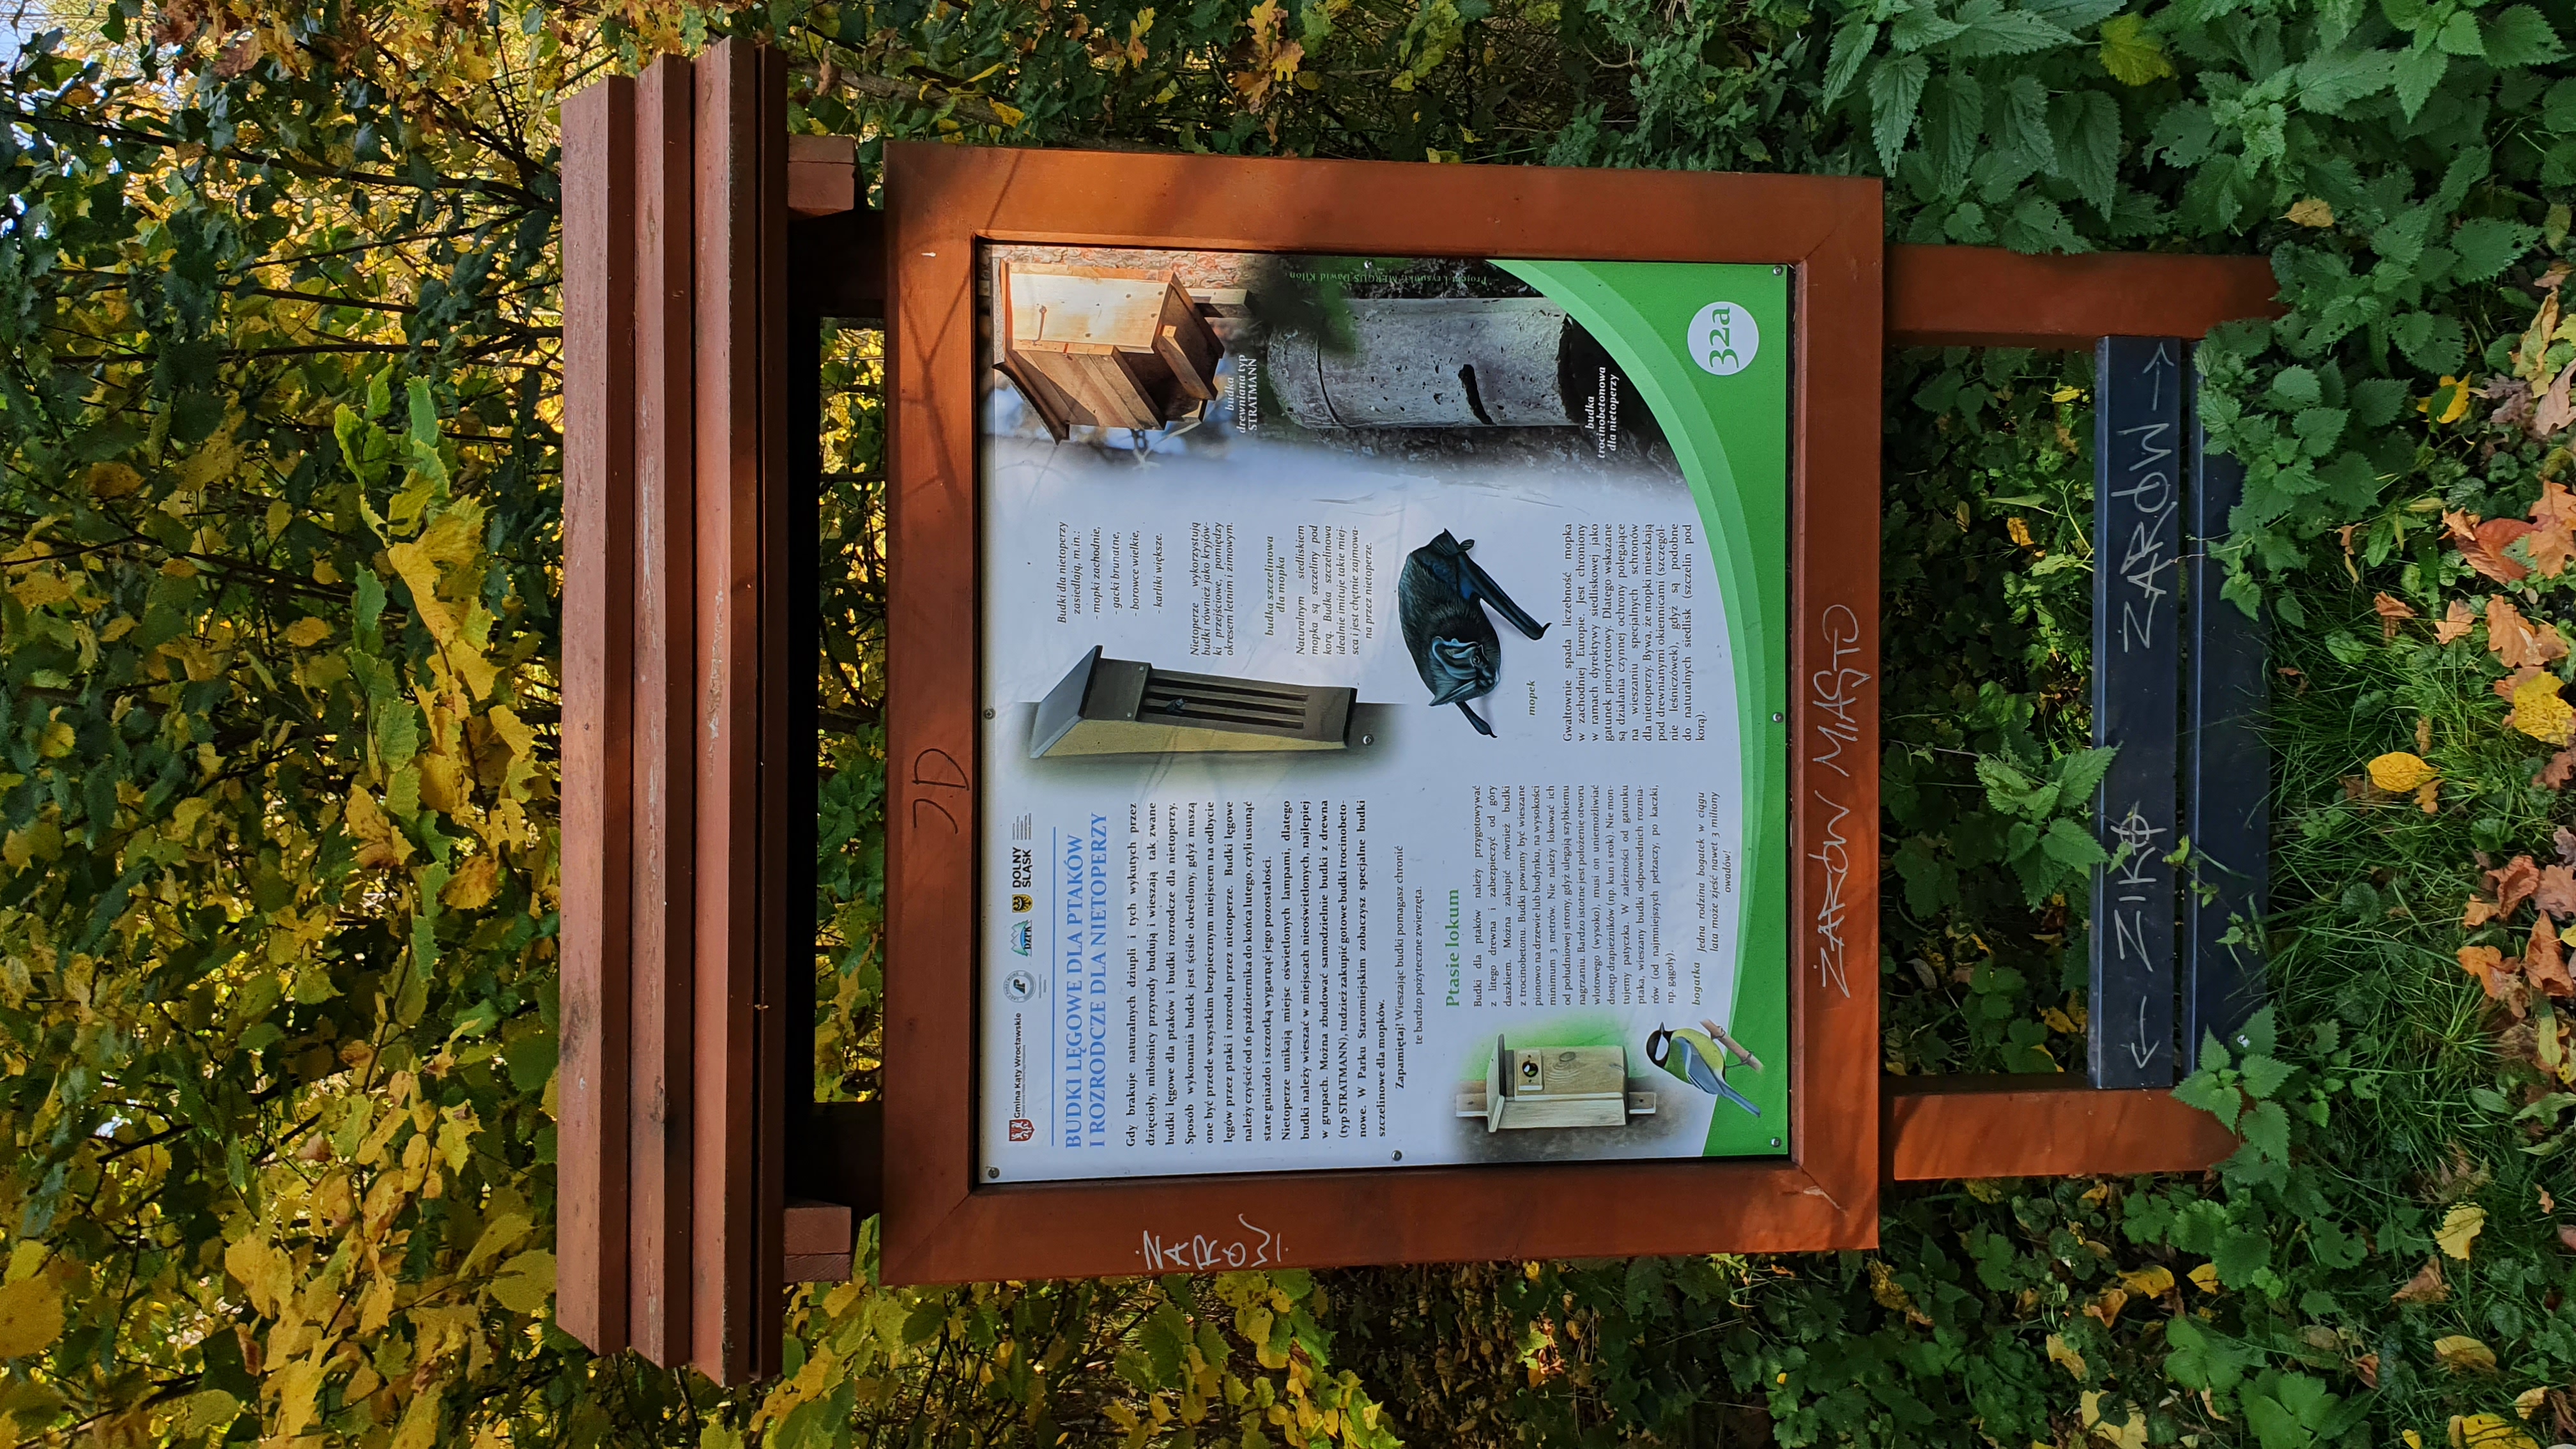 J.D
Gmina Kąty Wrocławskie
DZPK
DOLNY
ŚLĄSK
BUDKI LĘGOWE DLA PTAKÓW
I ROZRODCZE DLA NIETOPERZY
Gdy brakuje naturalnych dziupli i tych wykutych przez
dzięcioły, miłośnicy przyrody budują i wieszają tak zwane
budki lęgowe dla ptaków i budki rozrodcze dla nietoperzy.
Sposób wykonania budek jest ściśle określony, gdyż muszą
one być przede wszystkim bezpiecznym miejscem na odbycie
lęgów przez ptaki i rozrodu przez nietoperze. Budki lęgowe
należy czyścić od 16 października do końca lutego, czyli usunąć
stare gniazdo i szczotką wygarnąć jego pozostałości.
Nietoperze unikają miejsc oświetlonych lampami, dlatego
budki należy wieszać w miejscach nieoświetlonych, najlepiej
w grupach. Można zbudować samodzielnie budki z drewna
(typ STRATMANN), tudzież zakupić gotowe budki trocinobeto-
nowe. W Parku Staromiejskim zobaczysz specjalne budki
szczelinowe dla mopków.
Zapamiętaj! Wieszając budki pomagasz chronić
te bardzo pożyteczne zwierzęta.
Ptasie lokum
Budki dla ptaków należy przygotowywać
z litego drewna i zabezpieczyć od góry
daszkiem. Można zakupić również budki
z trocinobetonu. Budki powinny być wieszane
pionowo na drzewie lub budynku, na wysokości
minimum 3 metrów. Nie należy lokować ich
od południowej strony, gdyż ulegają szybkiemu
nagrzaniu. Bardzo istotne jest położenie otworu
wlotowego (wysoko), musi on uniemożliwiać
dostęp drapieżników (np. kun i srok). Nie mon-
tujemy patyczka. W zależności od gatunku
ptaka, wieszany budki odpowiednich rozmia-
rów (od najmniejszych pełzaczy, po kaczki,
np. gągoły).
bogatka
Jedna rodzina bogatek w ciągu
lata może zjeść nawet 3 miliony
owadów!
Budki dla nietoperzy
zasiedlają, m.in.:
- mopki zachodnie,
- gacki brunatne,
- borowce wielkie,
- karliki większe.
Nietoperze wykorzystują
budki również jako kryjów-
ki przejściowe, pomiędzy
okresem letnim i zimowym.
budka szczelinowa
dla mopka
Naturalnym siedliskiem
mopka są szczeliny pod
korą. Budka szczelinowa
idealnie imituje takie miej-
sca i jest chętnie zajmowa-
na przez nietoperze.
mopek
Gwałtownie spada liczebność mopka
w zachodniej Europie. Jest chroniony
w ramach dyrektywy siedliskowej jako
gatunek priorytetowy. Dlatego wskazane
są działania czynnej ochrony polegające
na wieszaniu specjalnych schronów
dla nietoperzy. Bywa, że mopki mieszkają
pod drewnianymi okiennicami (szczegól-
nie leśniczówek), gdyż są podobne
do naturalnych siedlisk (szczelin pod
korą).
budka
drewniana typ
STRATMANN
budka
trocinobetonowa
dla nietoperzy
32a
ŻARÓW MIASTO
← ZIKO ŻARÓW →